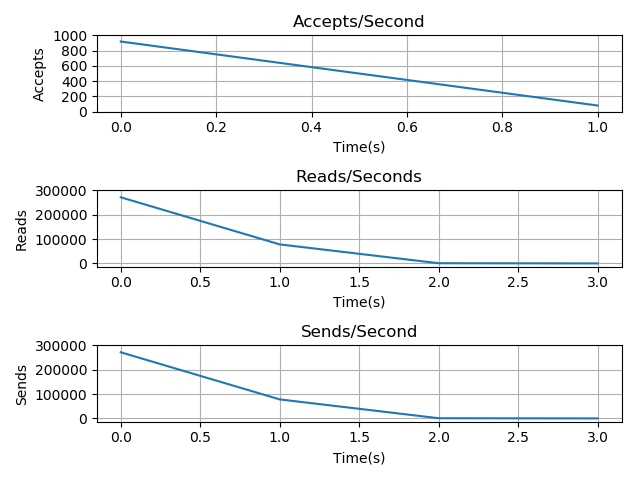 Accepts/Second
1000
800
600
400
200
0
Accepts
0.0 0.2 0.4 0.6 0.8 1.0
Time(s)
Reads/Seconds
300000
200000
100000
0
Reads
0.0 0.5 1.0 1.5 2.0 2.5 3.0
Time(s)
Sends/Second
300000
200000
100000
0
Sends
0.0 0.5 1.0 1.5 2.0 2.5 3.0
Time(s)